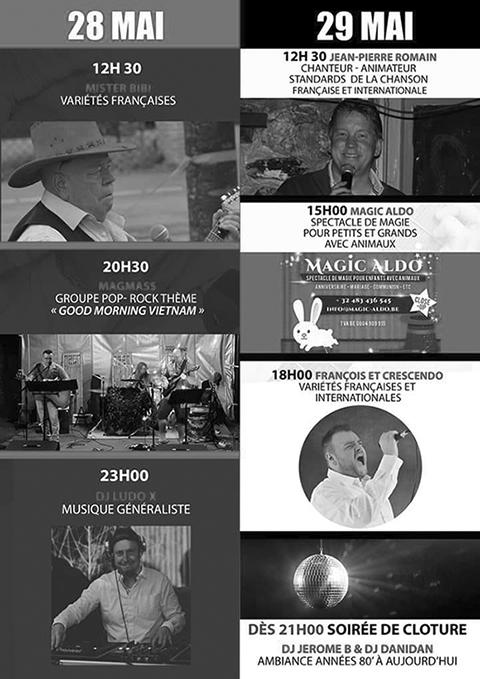 28 MAI
12H 30
MISTER BIBI
VARIÉTÉS FRANÇAISES
20H30
MAGMASS
GROUPE POP- ROCK THÈME
« GOOD MORNING VIETNAM »
23H00
DJ LUDO X
MUSIQUE GÉNÉRALISTE
29 MAI
12H 30 JEAN-PIERRE ROMAIN
CHANTEUR - ANIMATEUR
STANDARDS DE LA CHANSON
FRANÇAISE ET INTERNATIONALE
15H00 MAGIC ALDO
SPECTACLE DE MAGIE
POUR PETITS ET GRANDS
AVEC ANIMAUX
MAGIC ALDO
SPECTACLE DE MAGIE POUR ENFANTS AVEC ANIMAUX
ANNIVERSAIRE - MARIAGE - COMMUNION - ETC
+ 32 483 436 545
INFO@MAGIC-ALDO.BE
CLOSE
UP
TVA BE 0804 909 935
18H00 FRANÇOIS ET CRESCENDO
VARIÉTÉS FRANÇAISES ET
INTERNATIONALES
DÈS 21H00 SOIRÉE DE CLOTURE
DJ JEROME B & DJ DANIDAN
AMBIANCE ANNÉES 80' À AUJOURD'HUI